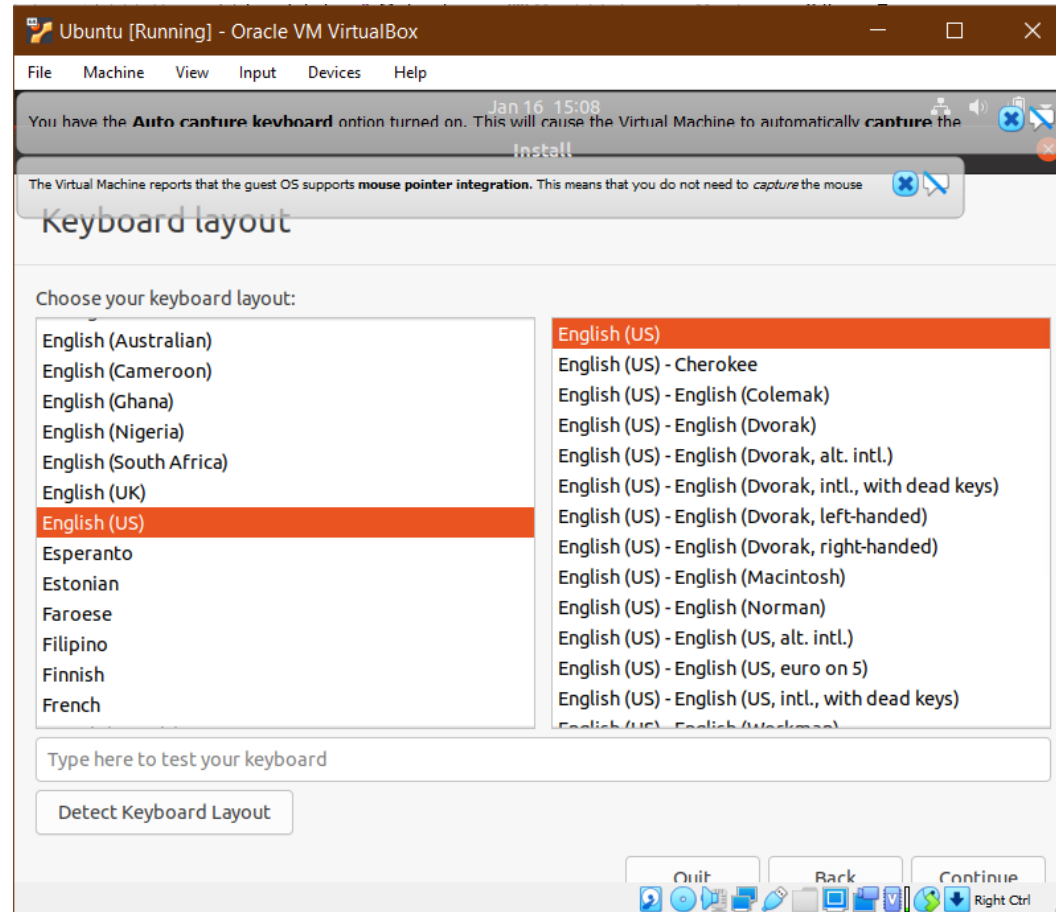 Ubuntu [Running] - Oracle VM VirtualBox
File Machine View Input Devices Help
Jan 16 15:08
You have the Auto capture keyboard option turned on. This will cause the Virtual Machine to automatically capture the
Install
The Virtual Machine reports that the guest OS supports mouse pointer integration. This means that you do not need to capture the mouse
Keyboard layout
Choose your keyboard layout:
English (Australian)
English (Cameroon)
English (Ghana)
English (Nigeria)
English (South Africa)
English (UK)
English (US)
Esperanto
Estonian
Faroese
Filipino
Finnish
French
English (US)
English (US) - Cherokee
English (US) - English (Colemak)
English (US) - English (Dvorak)
English (US) - English (Dvorak, alt. intl.)
English (US) - English (Dvorak, intl., with dead keys)
English (US) - English (Dvorak, left-handed)
English (US) - English (Dvorak, right-handed)
English (US) - English (Macintosh)
English (US) - English (Norman)
English (US) - English (US, alt. intl.)
English (US) - English (US, euro on 5)
English (US) - English (US, intl., with dead keys)
English (US) - English (Workman)
Type here to test your keyboard
Detect Keyboard Layout
Quit Back Continue
Right Ctrl